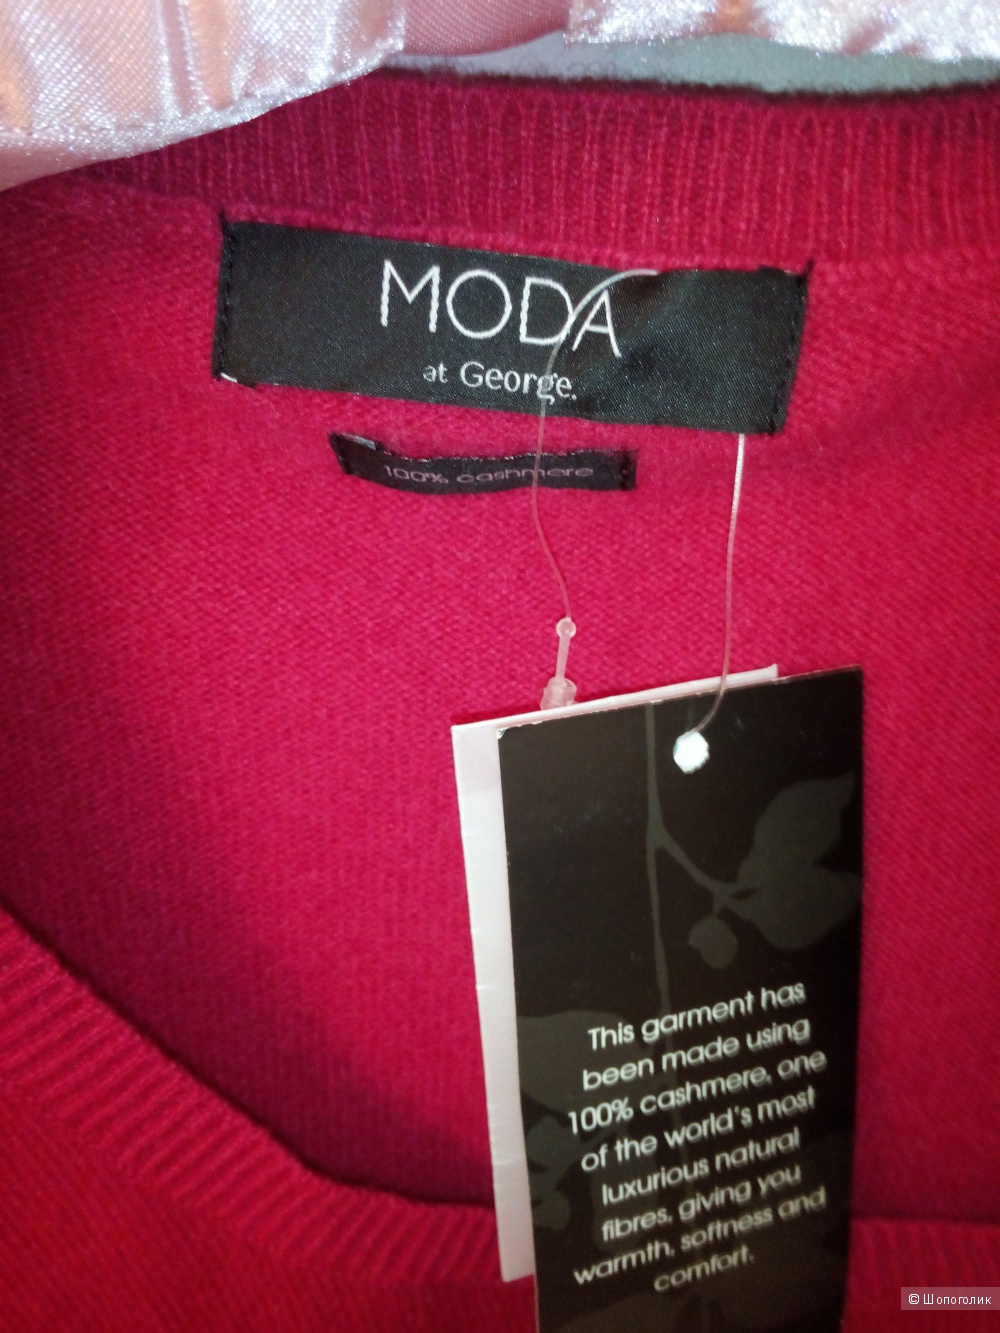 MODA
at George.
100% cashmere
This garment has
been made using
100% cashmere, one
of the world's most
luxurious natural
fibres, giving you
warmth, softness and
comfort.
© Шопоголик